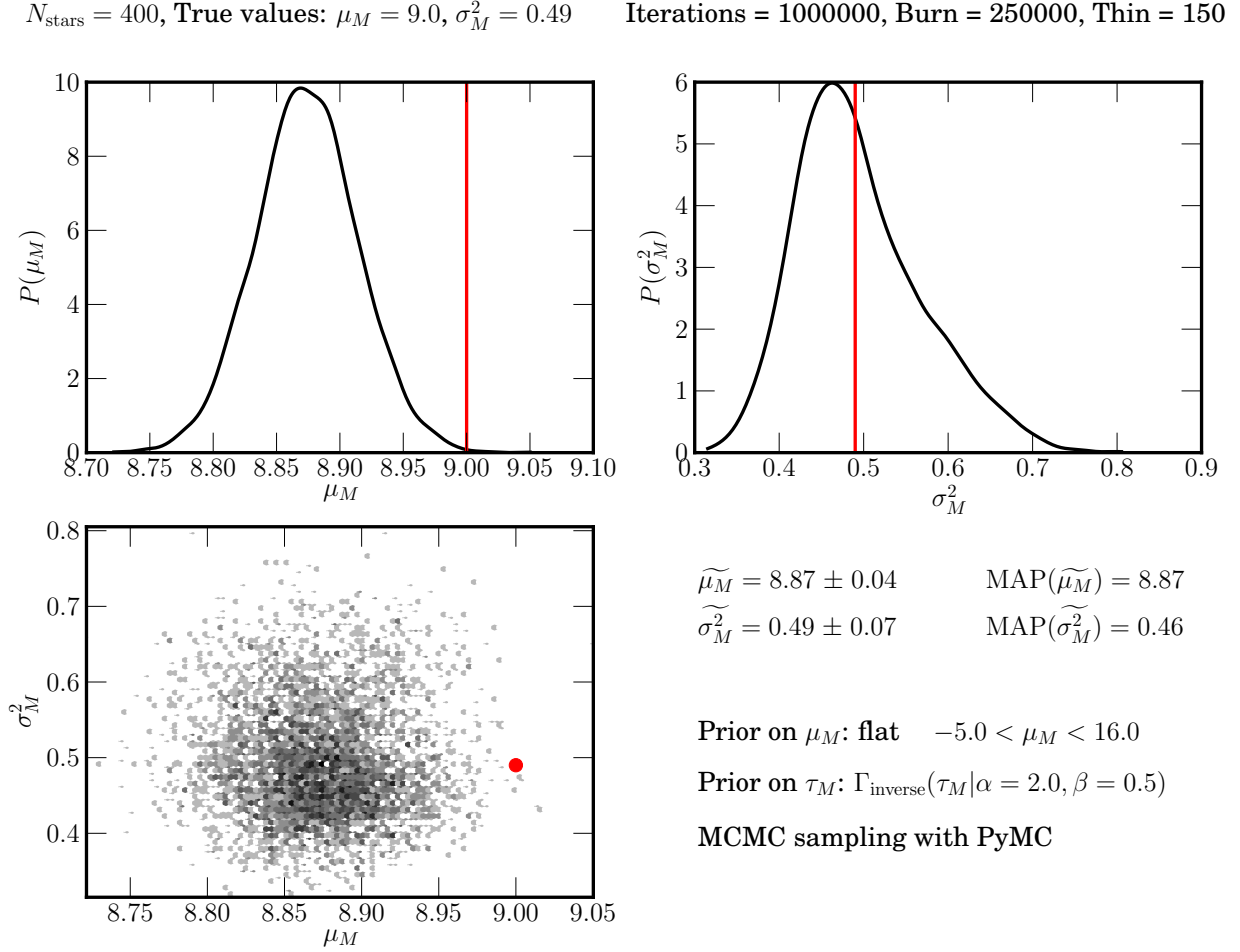 N_stars = 400, True values: μ_M = 9.0, σ²_M = 0.49
Iterations = 1000000, Burn = 250000, Thin = 150
10
8
6
4
2
0
P(μ_M)
8.70 8.75 8.80 8.85 8.90 8.95 9.00 9.05 9.10
μ_M
6
5
4
3
2
1
0
P(σ²_M)
0.3 0.4 0.5 0.6 0.7 0.8 0.9
σ²_M
0.8
0.7
0.6
0.5
0.4
σ²_M
8.75 8.80 8.85 8.90 8.95 9.00 9.05
μ_M
μ̃_M = 8.87 ± 0.04 MAP(μ̃_M) = 8.87
σ̃²_M = 0.49 ± 0.07 MAP(σ̃²_M) = 0.46
Prior on μ_M: flat −5.0 < μ_M < 16.0
Prior on τ_M: Γ_inverse(τ_M|α = 2.0, β = 0.5)
MCMC sampling with PyMC